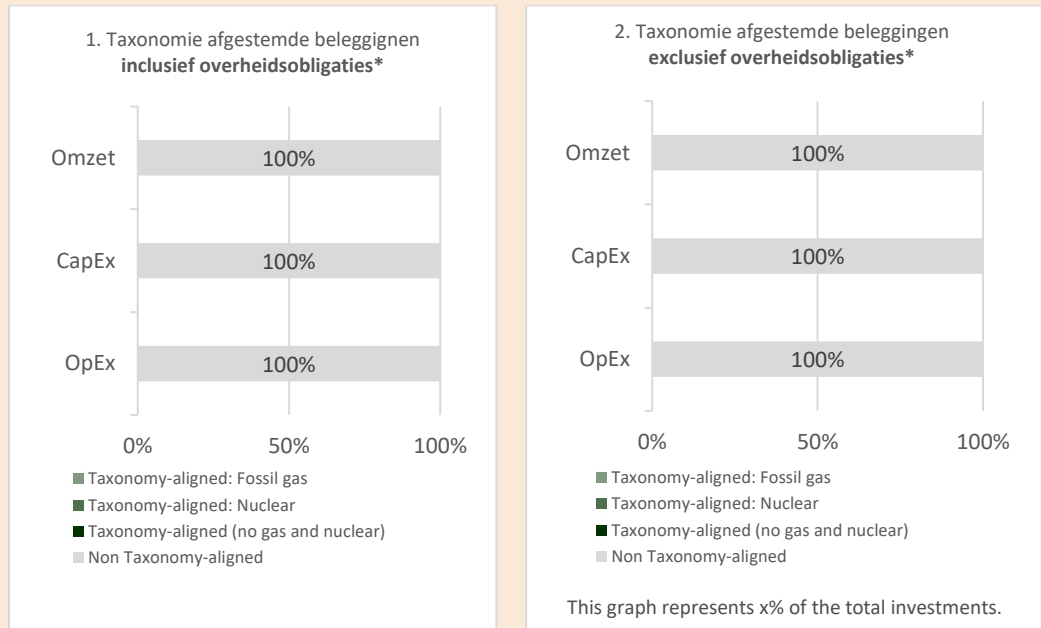 1. Taxonomie afgestemde beleggignen
inclusief overheidsobligaties*
Omzet
100%
CapEx
100%
OpEx
100%
0%
50%
100%
Taxonomy-aligned: Fossil gas
Taxonomy-aligned: Nuclear
Taxonomy-aligned (no gas and nuclear)
Non Taxonomy-aligned
2. Taxonomie afgestemde beleggingen
exclusief overheidsobligaties*
Omzet
100%
CapEx
100%
OpEx
100%
0%
50%
100%
Taxonomy-aligned: Fossil gas
Taxonomy-aligned: Nuclear
Taxonomy-aligned (no gas and nuclear)
Non Taxonomy-aligned
This graph represents x% of the total investments.